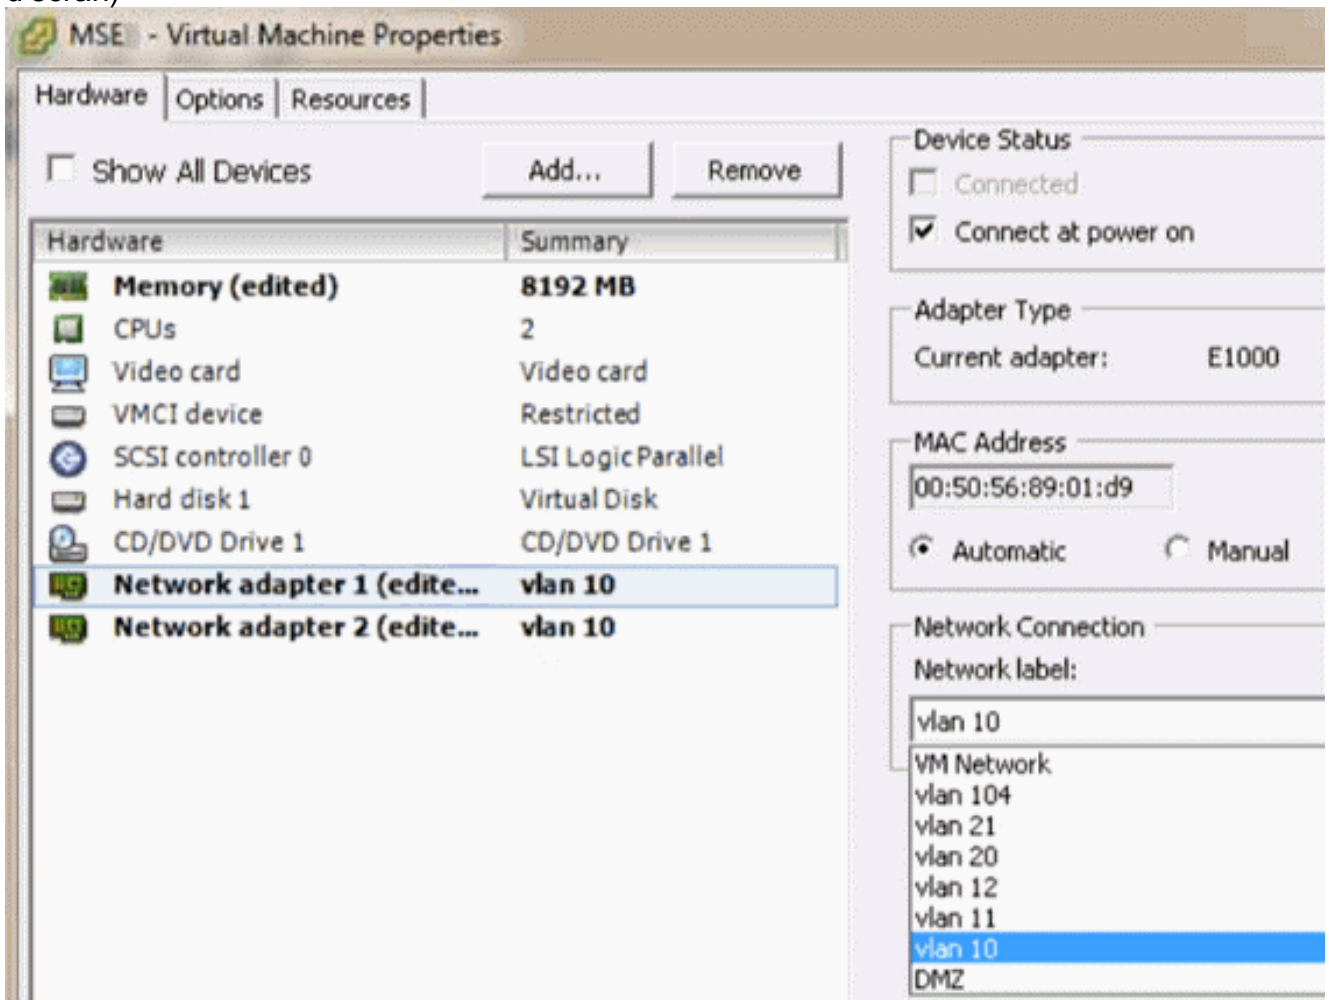 MSE - Virtual Machine Properties
Hardware Options Resources
Show All Devices Add... Remove
Hardware Summary
Memory (edited) 8192 MB
CPUs 2
Video card Video card
VMCI device Restricted
SCSI controller 0 LSI Logic Parallel
Hard disk 1 Virtual Disk
CD/DVD Drive 1 CD/DVD Drive 1
Network adapter 1 (edite... vlan 10
Network adapter 2 (edite... vlan 10
Device Status
Connected
Connect at power on
Adapter Type
Current adapter: E1000
MAC Address
00:50:56:89:01:d9
Automatic Manual
Network Connection
Network label:
vlan 10
VM Network
vlan 104
vlan 21
vlan 20
vlan 12
vlan 11
vlan 10
DMZ